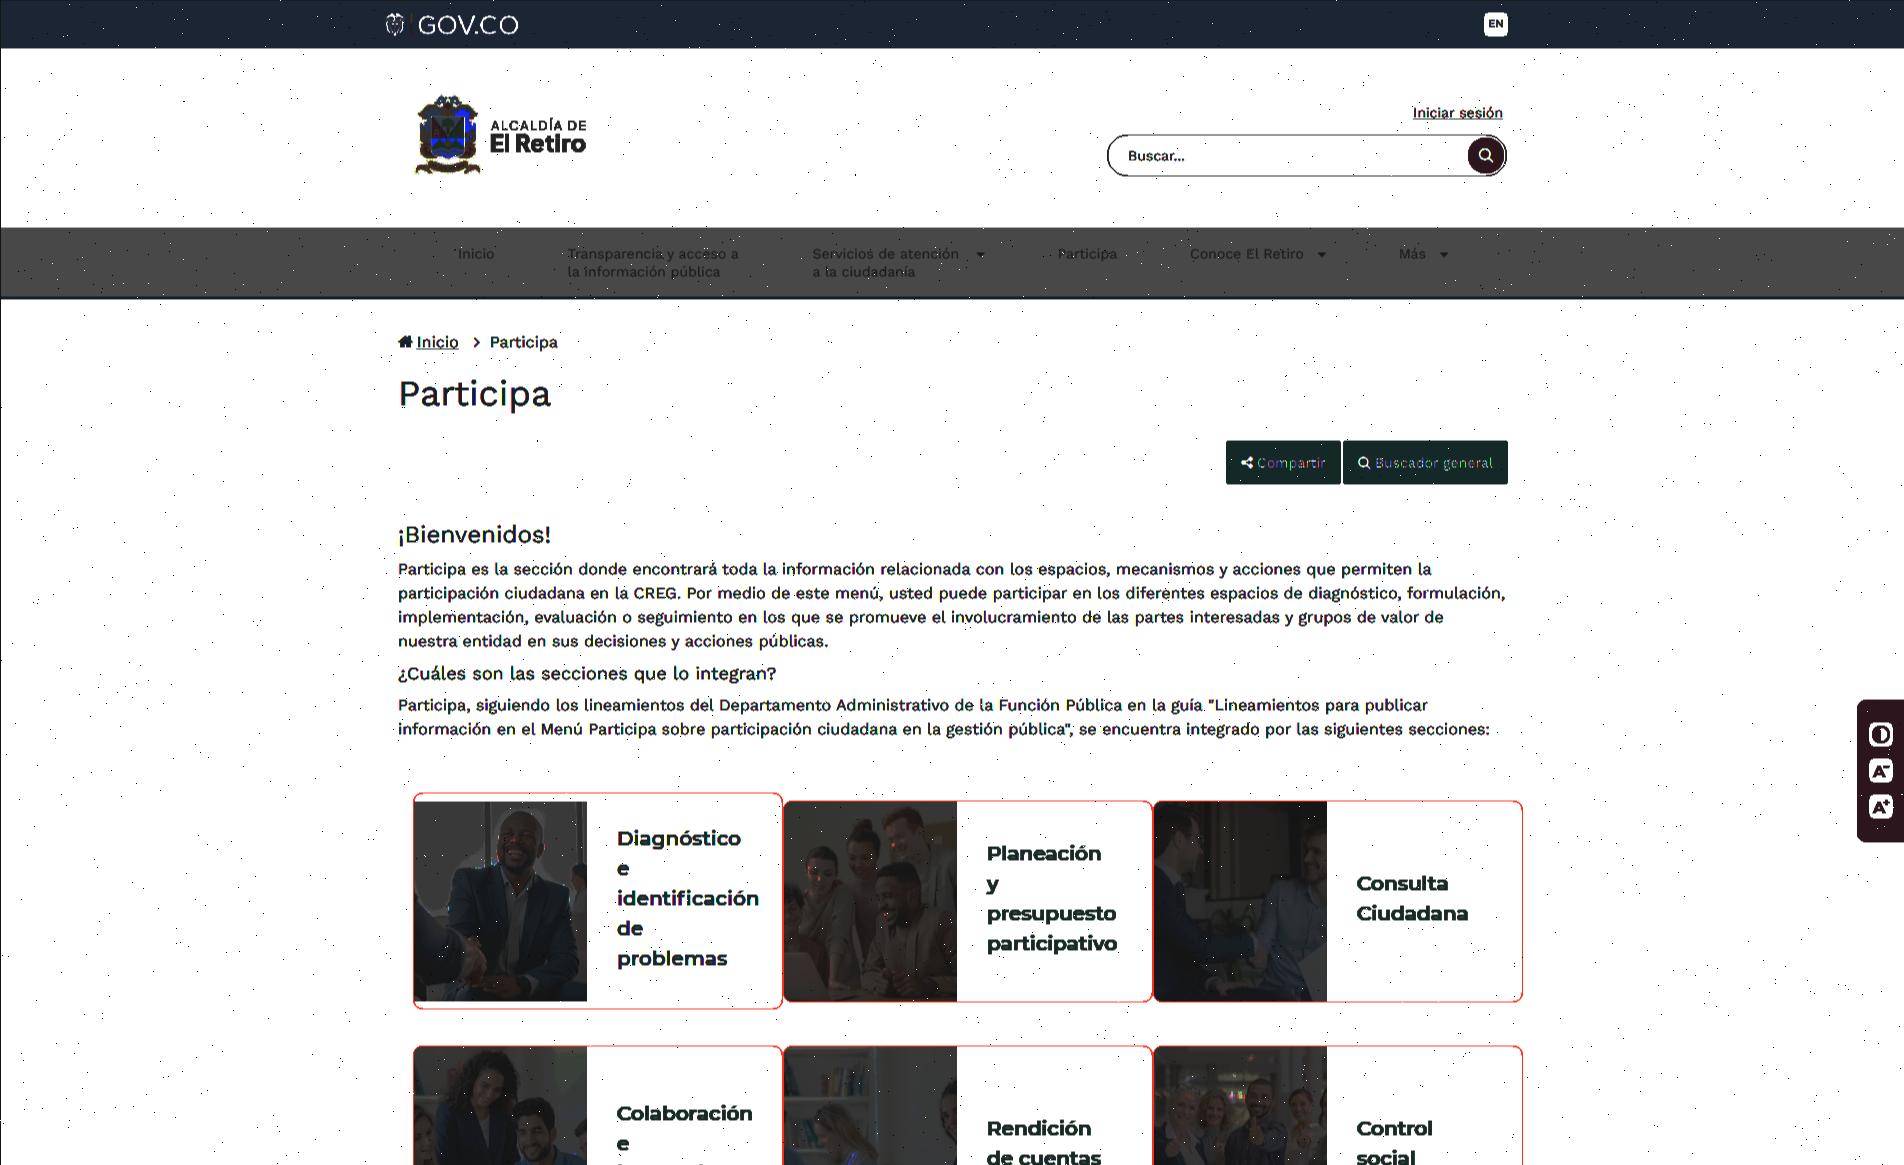 GOV.CO
EN
ALCALDÍA DE
El Retiro
Iniciar sesión
Buscar...
Inicio
Transparencia y acceso a
la información pública
Servicios de atención
a la ciudadanía
Participa
Conoce El Retiro
Más
Inicio > Participa
Participa
Compartir
Buscador general
¡Bienvenidos!
Participa es la sección donde encontrará toda la información relacionada con los espacios, mecanismos y acciones que permiten la
participación ciudadana en la CREG. Por medio de este menú, usted puede participar en los diferentes espacios de diagnóstico, formulación,
implementación, evaluación o seguimiento en los que se promueve el involucramiento de las partes interesadas y grupos de valor de
nuestra entidad en sus decisiones y acciones públicas.
¿Cuáles son las secciones que lo integran?
Participa, siguiendo los lineamientos del Departamento Administrativo de la Función Pública en la guía "Lineamientos para publicar
información en el Menú Participa sobre participación ciudadana en la gestión pública", se encuentra integrado por las siguientes secciones:
A-
A+
Diagnóstico
e
identificación
de
problemas
Planeación
y
presupuesto
participativo
Consulta
Ciudadana
Colaboración
e
Rendición
de cuentas
Control
social